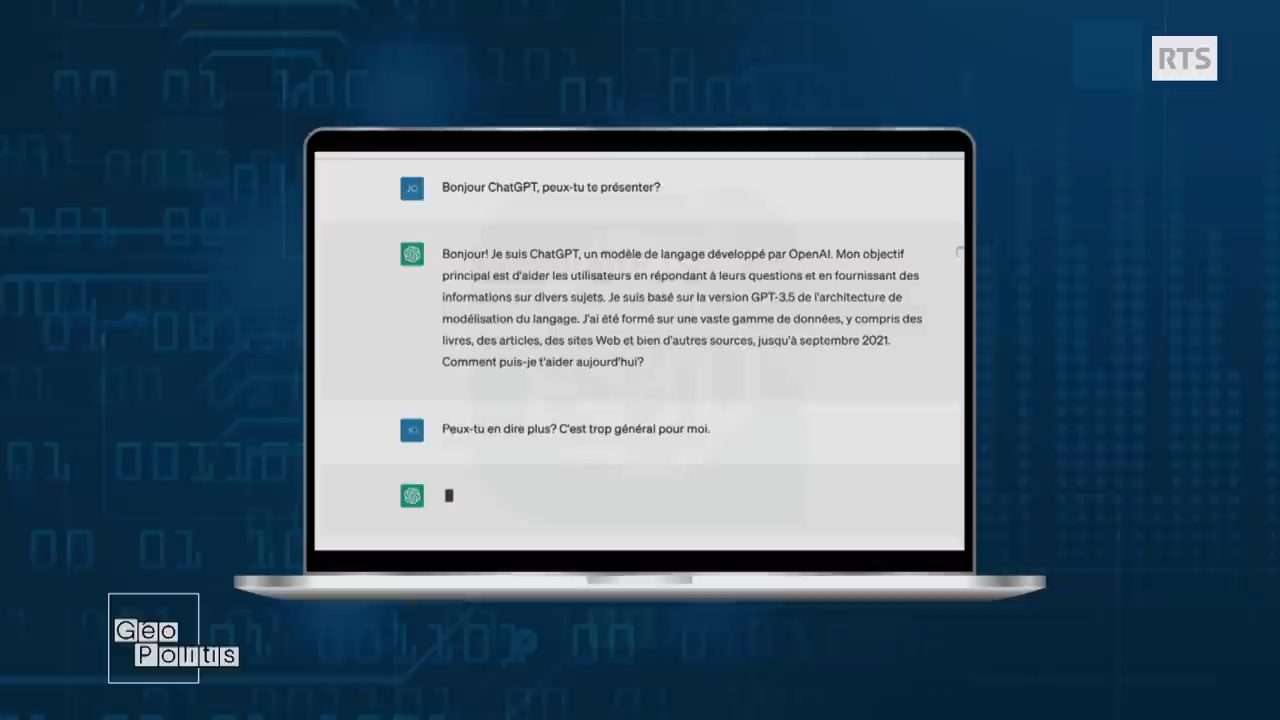 RTS
Bonjour ChatGPT, peux-tu te présenter?
Bonjour! Je suis ChatGPT, un modèle de langage développé par OpenAI. Mon objectif
principal est d'aider les utilisateurs en répondant à leurs questions et en fournissant des
informations sur divers sujets. Je suis basé sur la version GPT-3.5 de l'architecture de
modélisation du langage. J'ai été formé sur une vaste gamme de données, y compris des
livres, des articles, des sites Web et bien d'autres sources, jusqu'à septembre 2021.
Comment puis-je t'aider aujourd'hui?
Peux-tu en dire plus? C'est trop général pour moi.
Géo
Politis